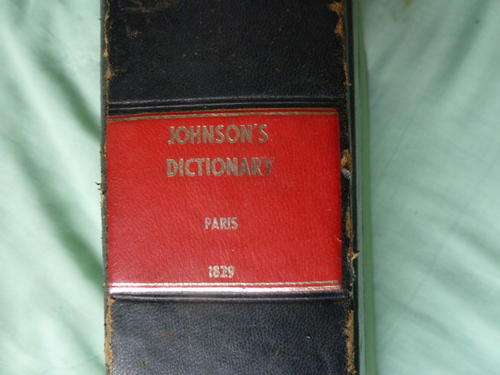 JOHNSON'S
DICTIONARY
PARIS
1829